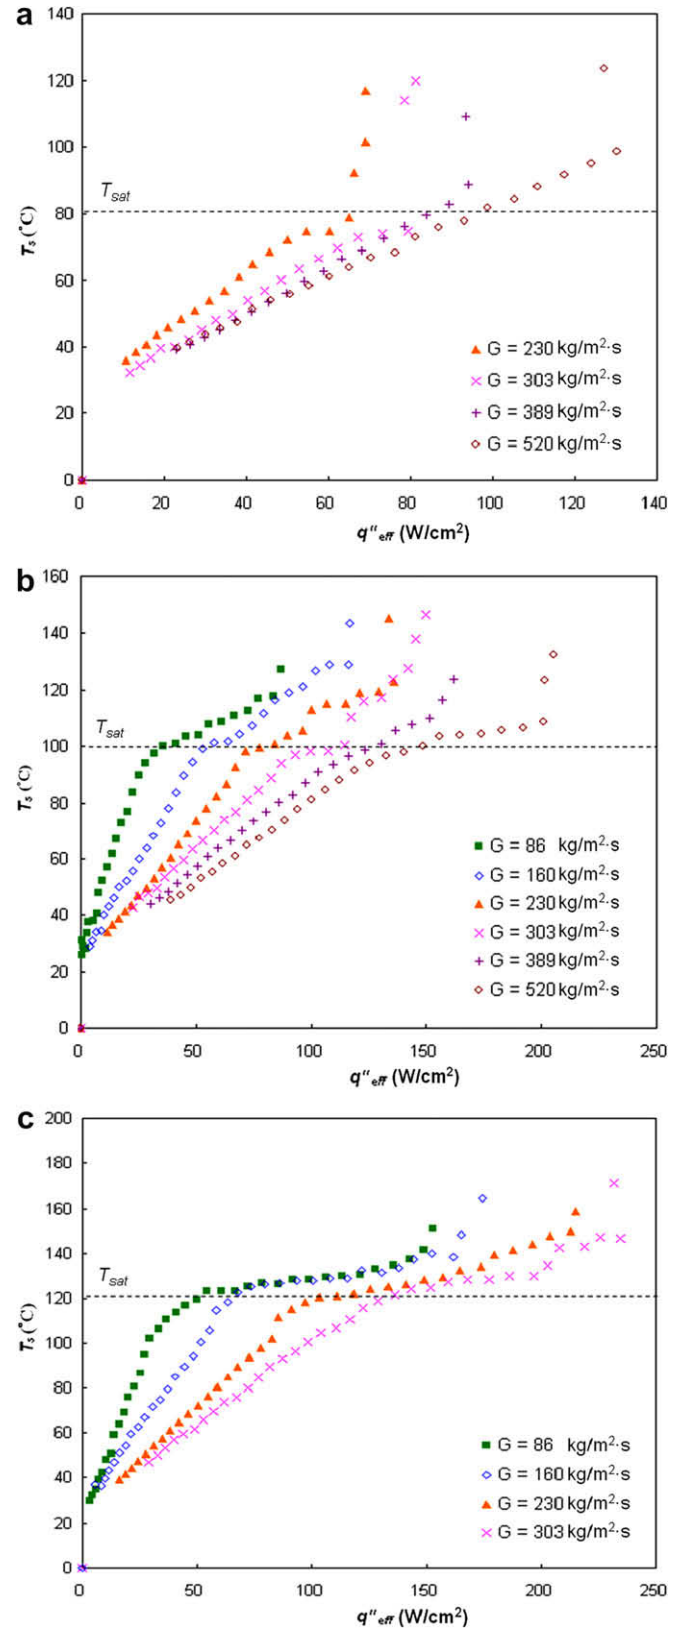 a
140
120
100
80
60
40
20
0
T_s (°C)
T_sat
▲ G = 230 kg/m²·s
× G = 303 kg/m²·s
+ G = 389 kg/m²·s
◇ G = 520 kg/m²·s
0 20 40 60 80 100 120 140
q″_eff (W/cm²)
b
160
140
120
100
80
60
40
20
0
T_s (°C)
T_sat
■ G = 86 kg/m²·s
◇ G = 160 kg/m²·s
▲ G = 230 kg/m²·s
× G = 303 kg/m²·s
+ G = 389 kg/m²·s
◇ G = 520 kg/m²·s
0 50 100 150 200 250
q″_eff (W/cm²)
c
200
180
160
140
120
100
80
60
40
20
0
T_s (°C)
T_sat
■ G = 86 kg/m²·s
◇ G = 160 kg/m²·s
▲ G = 230 kg/m²·s
× G = 303 kg/m²·s
0 50 100 150 200 250
q″_eff (W/cm²)